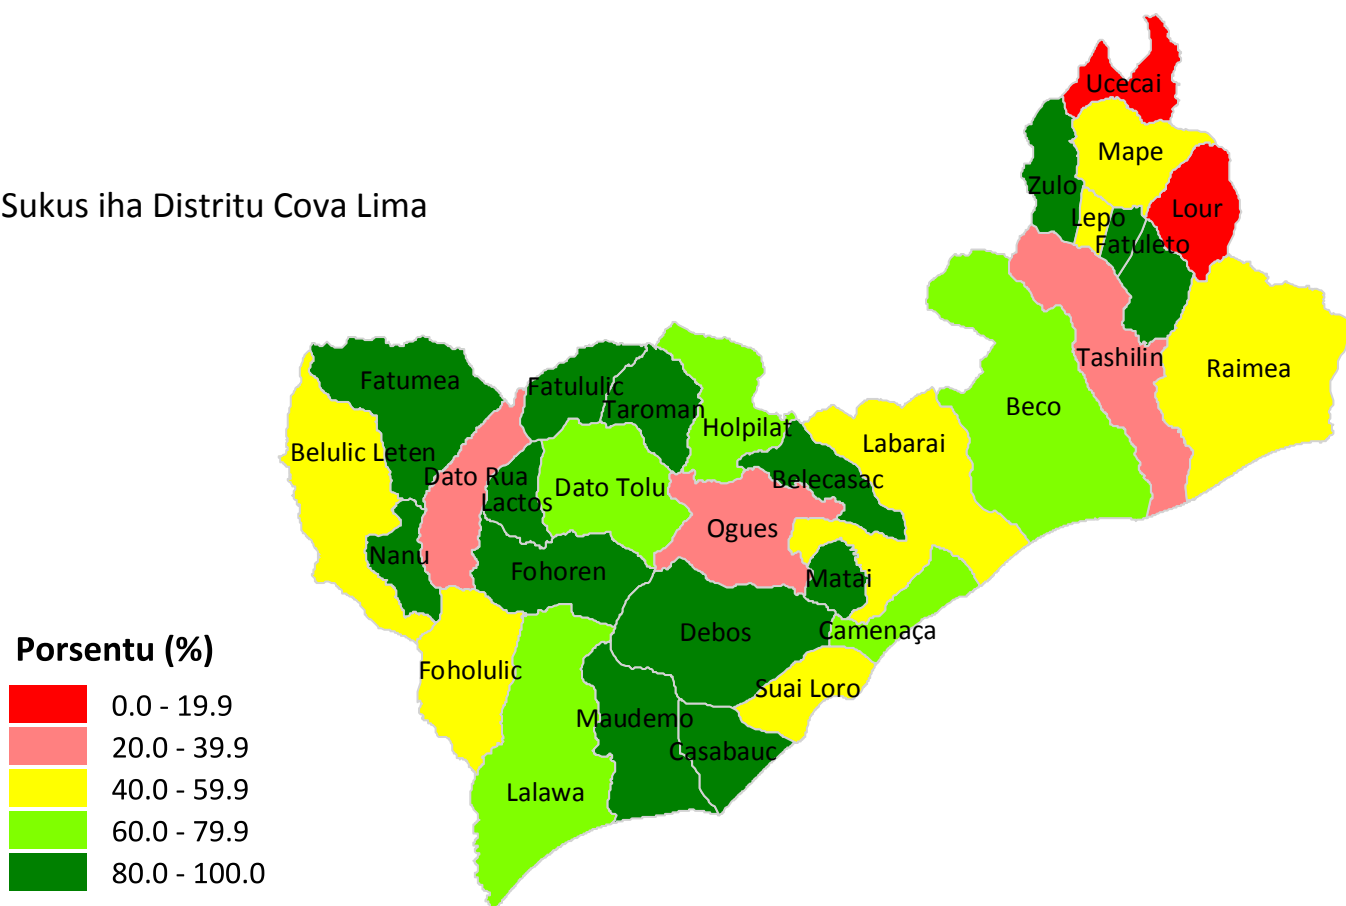 Ucecai
Mape
Zulo
Lour
Sukus iha Distritu Cova Lima
Lepo
Fatuleto
Tashilin
Raimea
Fatumea
Fatululic
Taroman
Beco
Holpilat
Labarai
Belulic Leten
Dato Rua
Belecasac
Dato Tolu
Lactos
Ogues
Nanu
Fohoren
Matai
Debos
Camenaça
Porsentu (%)
Foholulic
Suai Loro
0.0 - 19.9
Maudemo
20.0 - 39.9
Casabauc
40.0 - 59.9
Lalawa
60.0 - 79.9
80.0 - 100.0